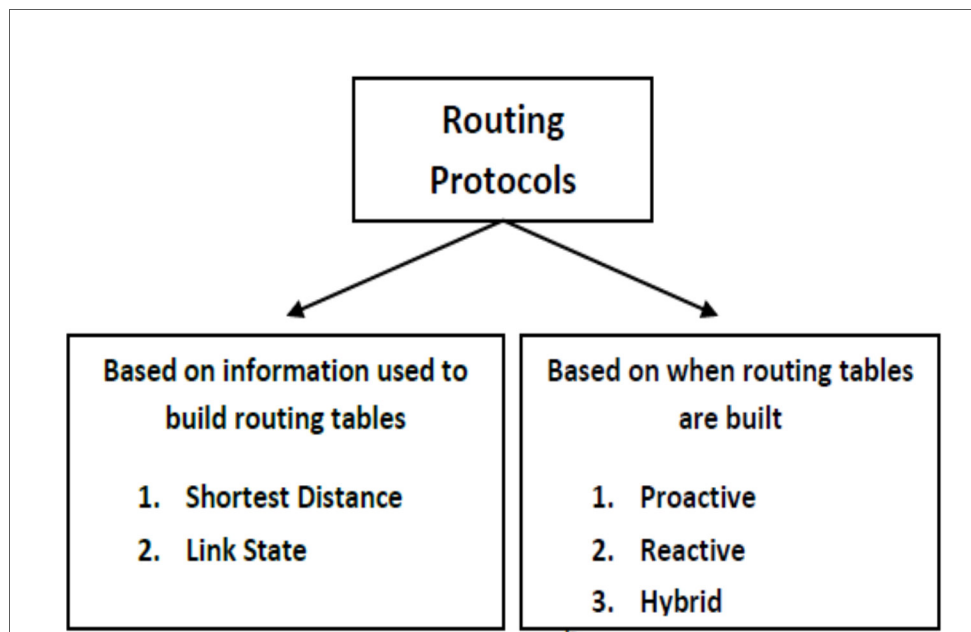 Routing
Protocols
Based on information used to
build routing tables
1. Shortest Distance
2. Link State
Based on when routing tables
are built
1. Proactive
2. Reactive
3. Hybrid